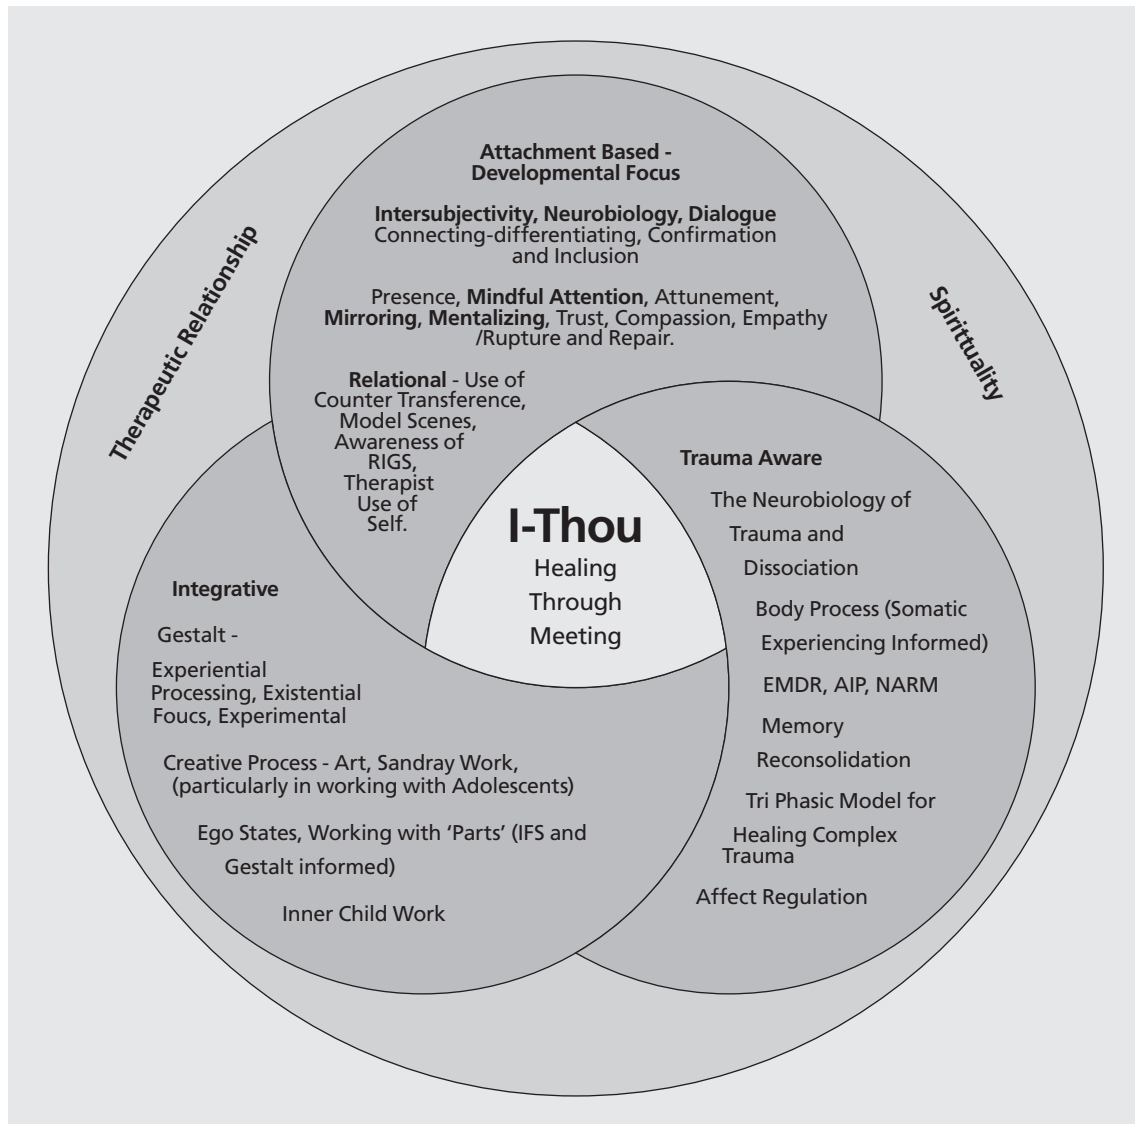 Therapeutic Relationship
Spirittuality
Attachment Based -
Developmental Focus
Intersubjectivity, Neurobiology, Dialogue
Connecting-differentiating, Confirmation
and Inclusion
Presence, Mindful Attention, Attunement,
Mirroring, Mentalizing, Trust, Compassion, Empathy
/Rupture and Repair.
Relational - Use of
Counter Transference,
Model Scenes,
Awareness of
RIGS,
Therapist
Use of
Self.
I-Thou
Healing
Through
Meeting
Trauma Aware
The Neurobiology of
Trauma and
Dissociation
Body Process (Somatic
Experiencing Informed)
EMDR, AIP, NARM
Memory
Reconsolidation
Tri Phasic Model for
Healing Complex
Trauma
Affect Regulation
Integrative
Gestalt -
Experiential
Processing, Existential
Foucs, Experimental
Creative Process - Art, Sandray Work,
(particularly in working with Adolescents)
Ego States, Working with ‘Parts’ (IFS and
Gestalt informed)
Inner Child Work